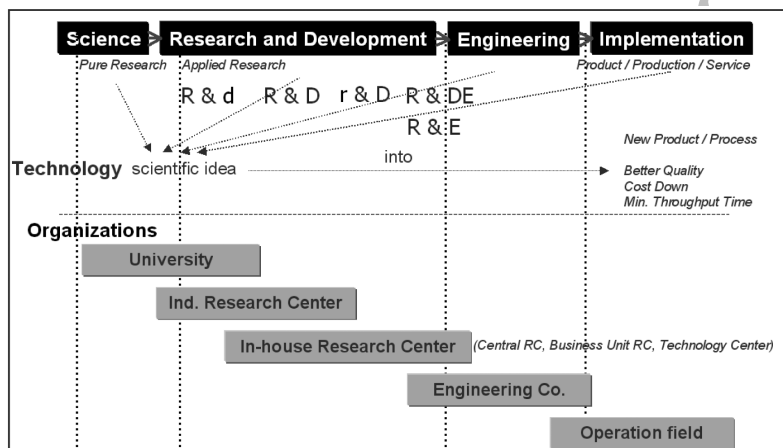 Science Research and Development Engineering Implementation
Pure Research Applied Research Product / Production / Service
R & d R & D r & D R & DE
R & E
New Product / Process
into
Technology scientific idea
Better Quality
Cost Down
Min. Throughput Time
Organizations
University
Ind. Research Center
In-house Research Center (Central RC, Business Unit RC, Technology Center)
Engineering Co.
Operation field